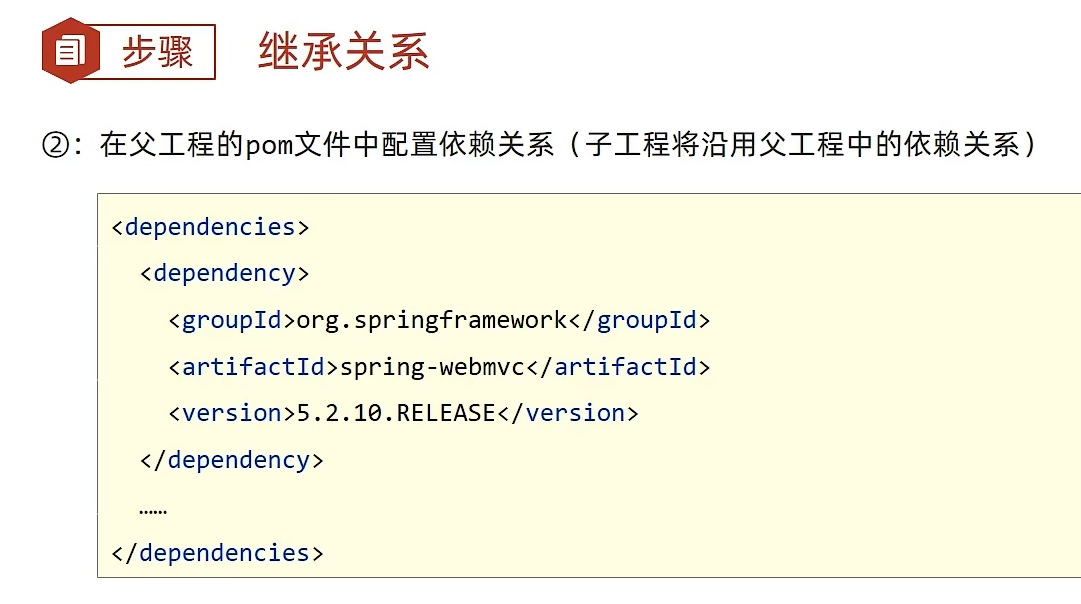 步骤 继承关系
②：在父工程的pom文件中配置依赖关系（子工程将沿用父工程中的依赖关系）
<dependencies>
  <dependency>
    <groupId>org.springframework</groupId>
    <artifactId>spring-webmvc</artifactId>
    <version>5.2.10.RELEASE</version>
  </dependency>
  ……
</dependencies>